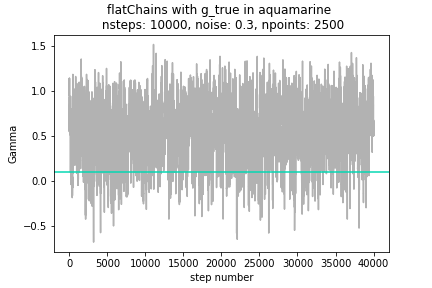 flatChains with g_true in aquamarine
nsteps: 10000, noise: 0.3, npoints: 2500
1.5
1.0
0.5
0.0
−0.5
Gamma
0 5000 10000 15000 20000 25000 30000 35000 40000
step number